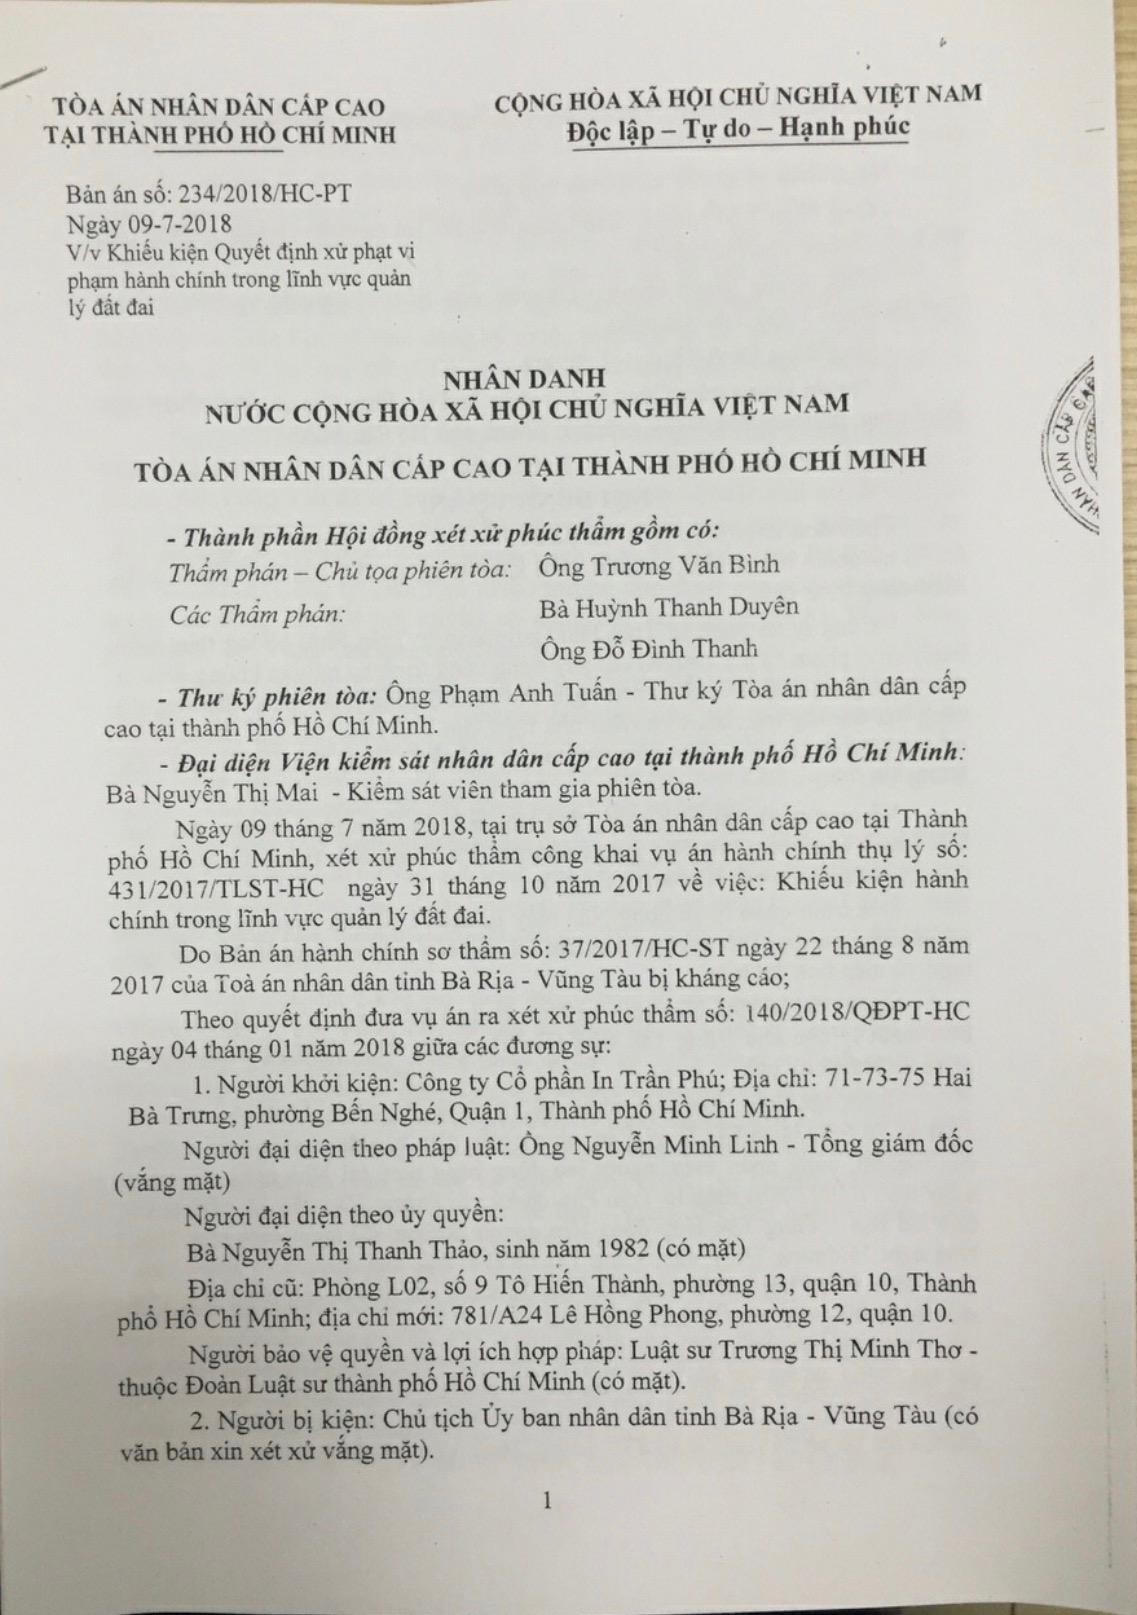 TÒA ÁN NHÂN DÂN CẤP CAO
TẠI THÀNH PHỐ HỒ CHÍ MINH
CỘNG HÒA XÃ HỘI CHỦ NGHĨA VIỆT NAM
Độc lập – Tự do – Hạnh phúc
Bản án số: 234/2018/HC-PT
Ngày 09-7-2018
V/v Khiếu kiện Quyết định xử phạt vi
phạm hành chính trong lĩnh vực quản
lý đất đai
NHÂN DANH
NƯỚC CỘNG HÒA XÃ HỘI CHỦ NGHĨA VIỆT NAM
TÒA ÁN NHÂN DÂN CẤP CAO TẠI THÀNH PHỐ HỒ CHÍ MINH
- Thành phần Hội đồng xét xử phúc thẩm gồm có:
Thẩm phán – Chủ tọa phiên tòa: Ông Trương Văn Bình
Các Thẩm phán: Bà Huỳnh Thanh Duyên
Ông Đỗ Đình Thanh
- Thư ký phiên tòa: Ông Phạm Anh Tuấn - Thư ký Tòa án nhân dân cấp
cao tại thành phố Hồ Chí Minh.
- Đại diện Viện kiểm sát nhân dân cấp cao tại thành phố Hồ Chí Minh:
Bà Nguyễn Thị Mai - Kiểm sát viên tham gia phiên tòa.
Ngày 09 tháng 7 năm 2018, tại trụ sở Tòa án nhân dân cấp cao tại Thành
phố Hồ Chí Minh, xét xử phúc thẩm công khai vụ án hành chính thụ lý số:
431/2017/TLST-HC ngày 31 tháng 10 năm 2017 về việc: Khiếu kiện hành
chính trong lĩnh vực quản lý đất đai.
Do Bản án hành chính sơ thẩm số: 37/2017/HC-ST ngày 22 tháng 8 năm
2017 của Toà án nhân dân tỉnh Bà Rịa - Vũng Tàu bị kháng cáo;
Theo quyết định đưa vụ án ra xét xử phúc thẩm số: 140/2018/QĐPT-HC
ngày 04 tháng 01 năm 2018 giữa các đương sự:
1. Người khởi kiện: Công ty Cổ phần In Trần Phú; Địa chỉ: 71-73-75 Hai
Bà Trưng, phường Bến Nghé, Quận 1, Thành phố Hồ Chí Minh.
Người đại diện theo pháp luật: Ông Nguyễn Minh Linh - Tổng giám đốc
(vắng mặt)
Người đại diện theo ủy quyền:
Bà Nguyễn Thị Thanh Thảo, sinh năm 1982 (có mặt)
Địa chỉ cũ: Phòng L02, số 9 Tô Hiến Thành, phường 13, quận 10, Thành
phố Hồ Chí Minh; địa chỉ mới: 781/A24 Lê Hồng Phong, phường 12, quận 10.
Người bảo vệ quyền và lợi ích hợp pháp: Luật sư Trương Thị Minh Thơ -
thuộc Đoàn Luật sư thành phố Hồ Chí Minh (có mặt).
2. Người bị kiện: Chủ tịch Ủy ban nhân dân tỉnh Bà Rịa - Vũng Tàu (có
văn bản xin xét xử vắng mặt).
1
DÂN CẤP